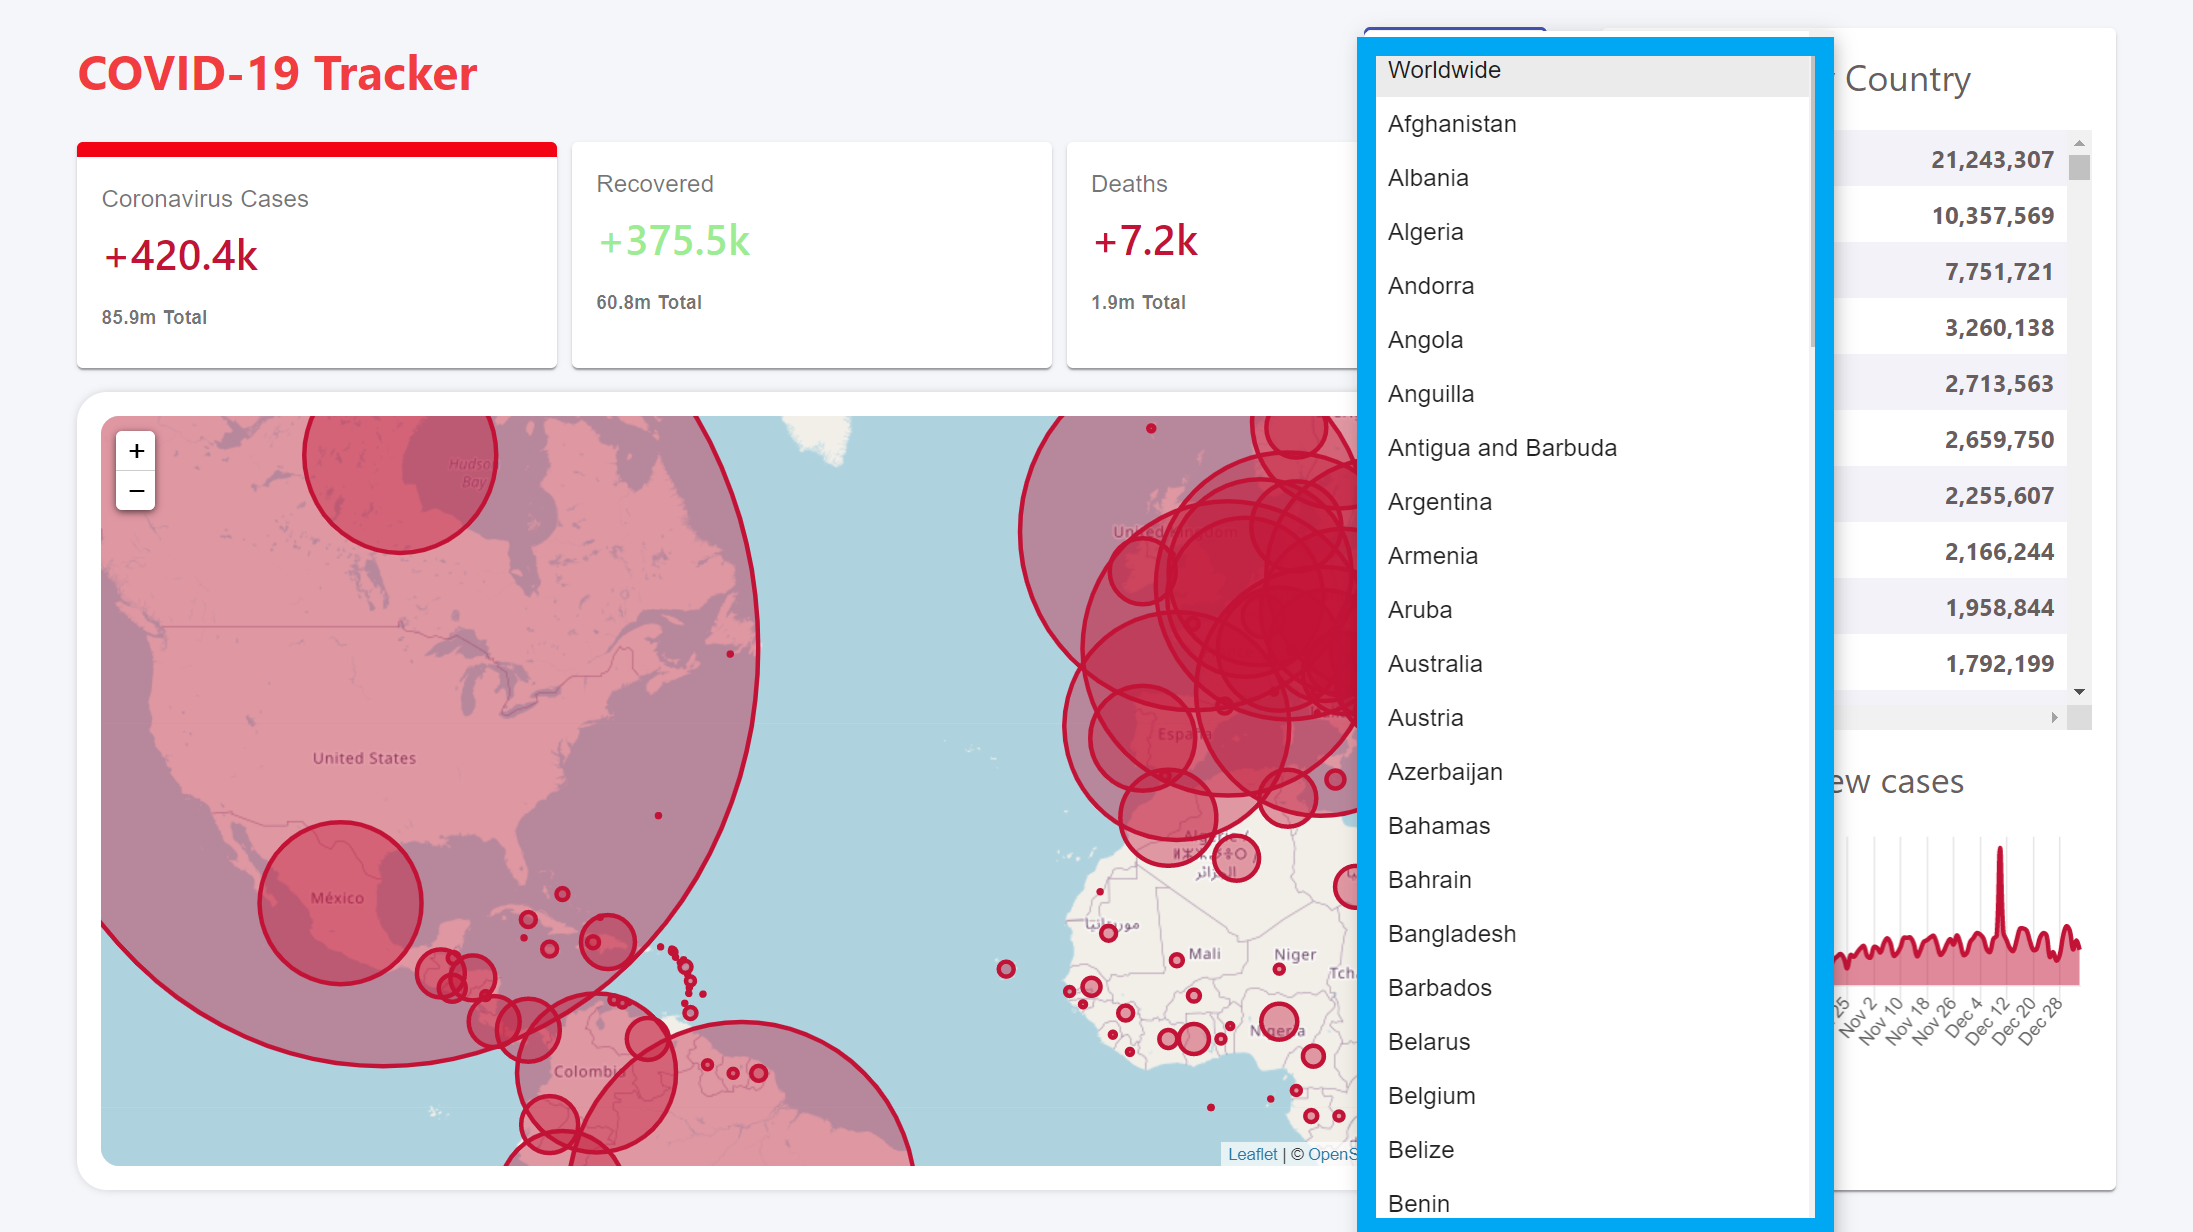 COVID-19 Tracker
Coronavirus Cases
+420.4k
85.9m Total
Recovered
+375.5k
60.8m Total
Deaths
+7.2k
1.9m Total
+
−
Hudson
Bay
United States
México
Colombia
United Kingdom
España
Mali
Niger
Nigeria
Leaflet | © OpenS
Worldwide
Afghanistan
Albania
Algeria
Andorra
Angola
Anguilla
Antigua and Barbuda
Argentina
Armenia
Aruba
Australia
Austria
Azerbaijan
Bahamas
Bahrain
Bangladesh
Barbados
Belarus
Belgium
Belize
Benin
Country
21,243,307
10,357,569
7,751,721
3,260,138
2,713,563
2,659,750
2,255,607
2,166,244
1,958,844
1,792,199
ew cases
25
Nov 2
Nov 10
Nov 18
Nov 26
Dec 4
Dec 12
Dec 20
Dec 28